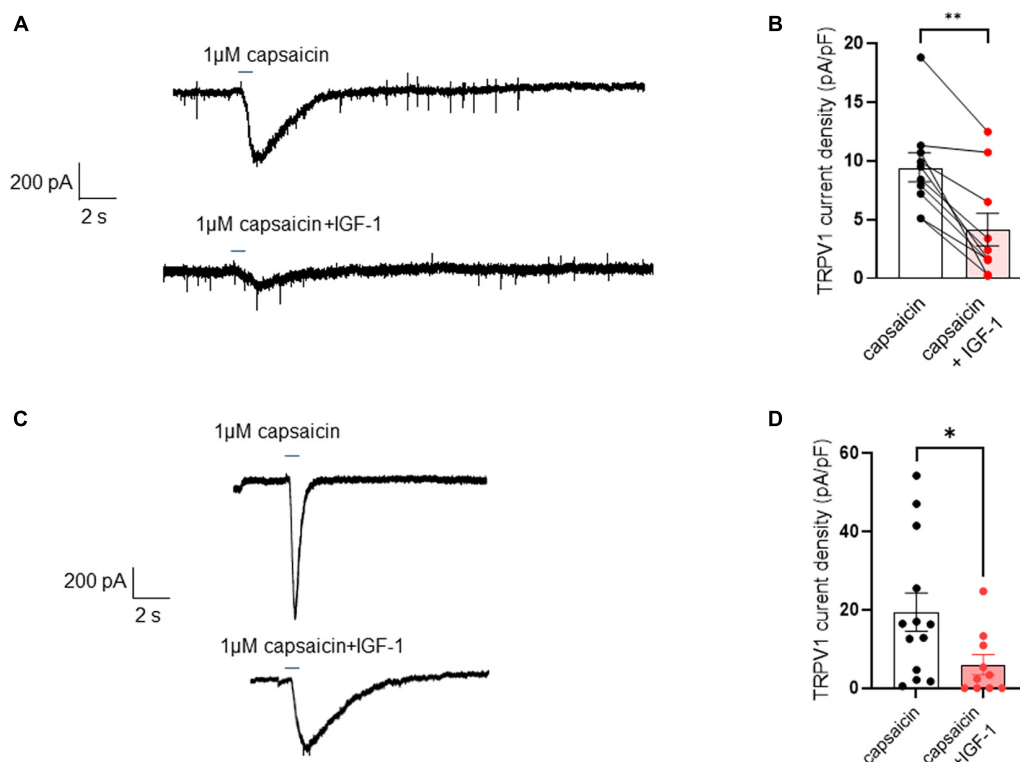 A
1µM capsaicin
200 pA
2 s
1µM capsaicin+IGF-1
B
**
TRPV1 current density (pA/pF)
20
15
10
5
0
capsaicin
capsaicin
+ IGF-1
C
1µM capsaicin
200 pA
2 s
1µM capsaicin+IGF-1
D
*
TRPV1 curent density (pA/pF)
60
40
20
0
capsaicin
capsaicin
+IGF-1